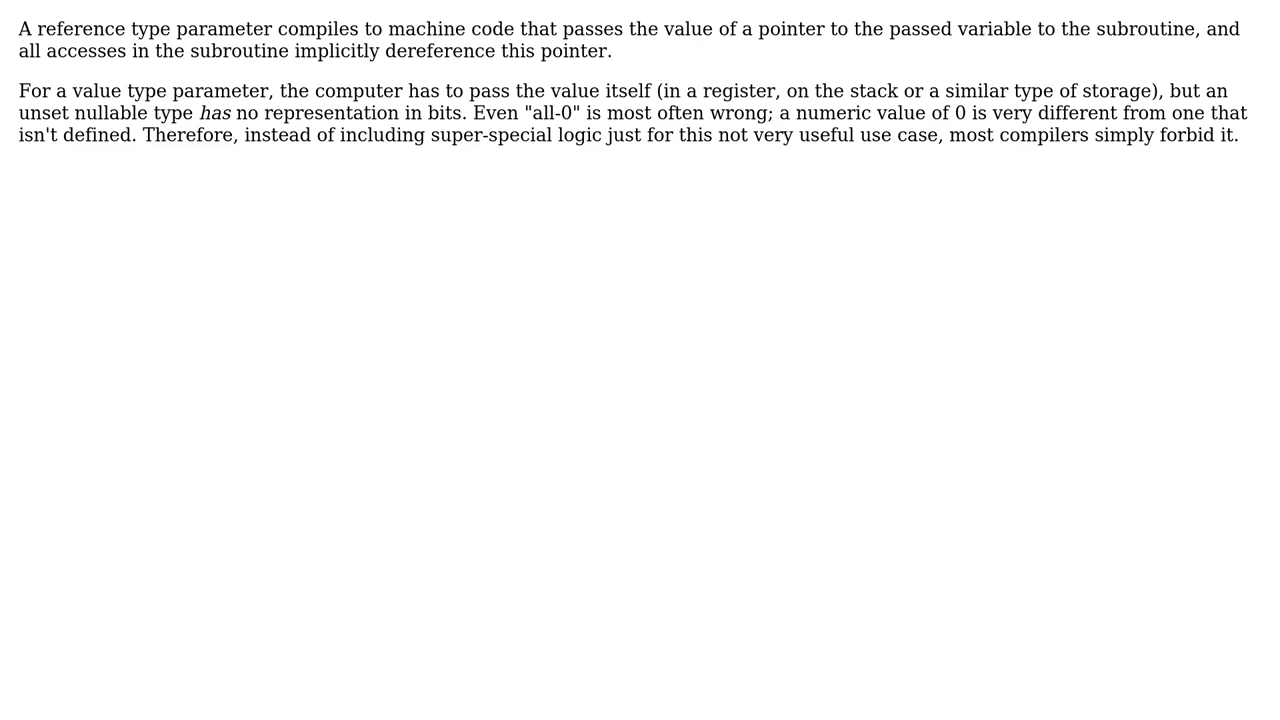 A reference type parameter compiles to machine code that passes the value of a pointer to the passed variable to the subroutine, and
all accesses in the subroutine implicitly dereference this pointer.
For a value type parameter, the computer has to pass the value itself (in a register, on the stack or a similar type of storage), but an
unset nullable type has no representation in bits. Even "all-0" is most often wrong; a numeric value of 0 is very different from one that
isn't defined. Therefore, instead of including super-special logic just for this not very useful use case, most compilers simply forbid it.